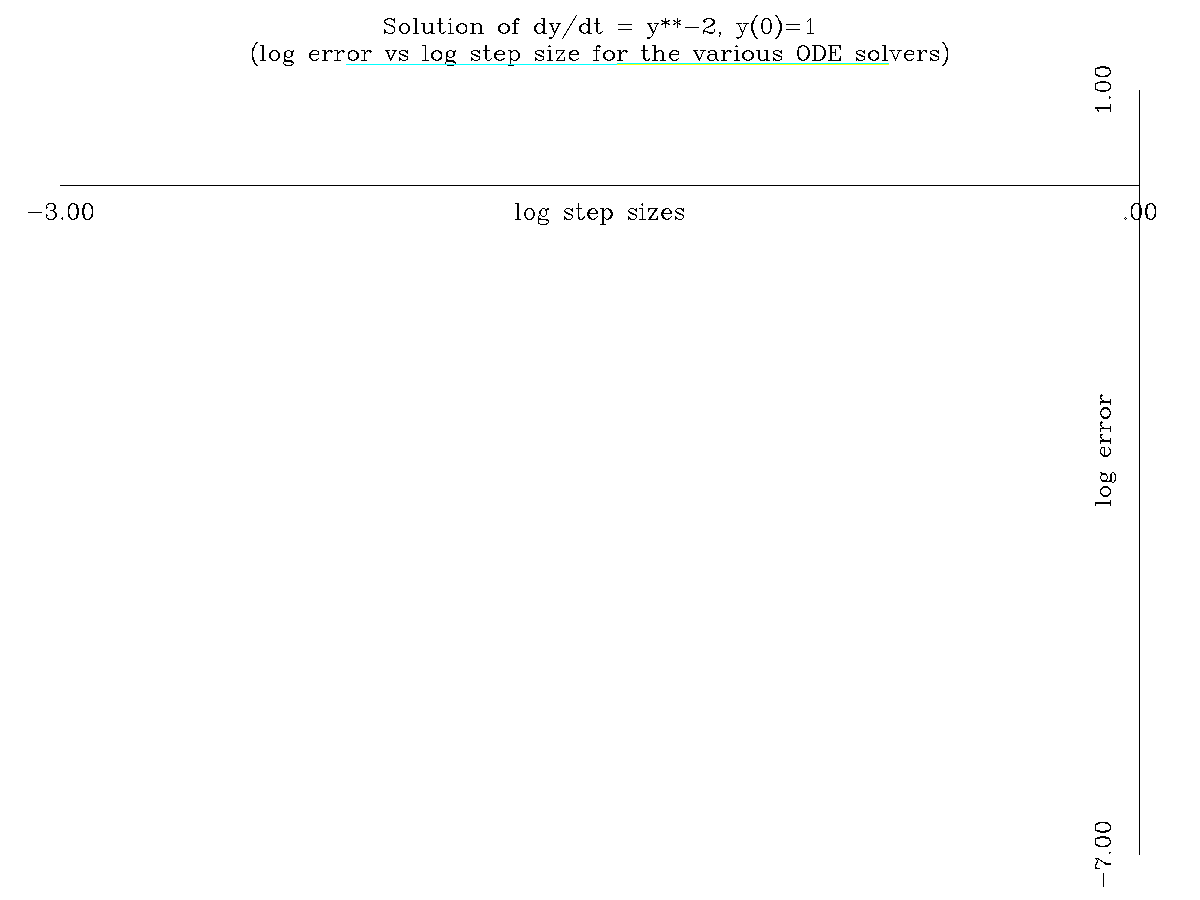 Solution of dy/dt = y**−2, y(0)=1
(log error vs log step size for the various ODE solvers)
1.00
−3.00
log step sizes
.00
log error
−7.00